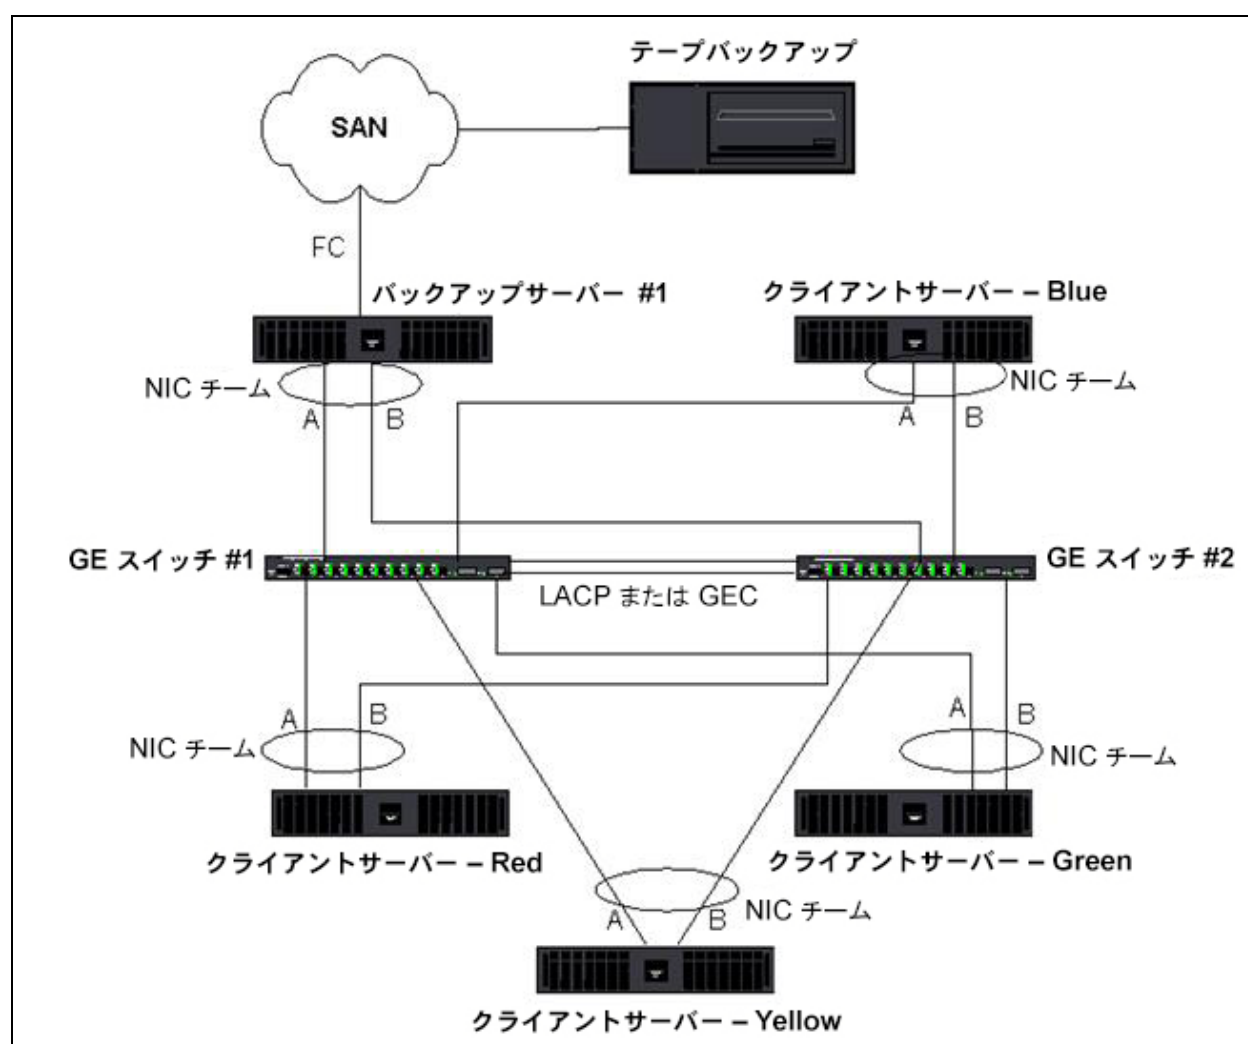 テープバックアップ
SAN
FC
バックアップサーバー #1
クライアントサーバー – Blue
NIC チーム
A
B
A
B
NIC チーム
GE スイッチ #1
GE スイッチ #2
LACP または GEC
A
B
NIC チーム
A
B
NIC チーム
クライアントサーバー – Red
クライアントサーバー – Green
A
B
NIC チーム
クライアントサーバー – Yellow